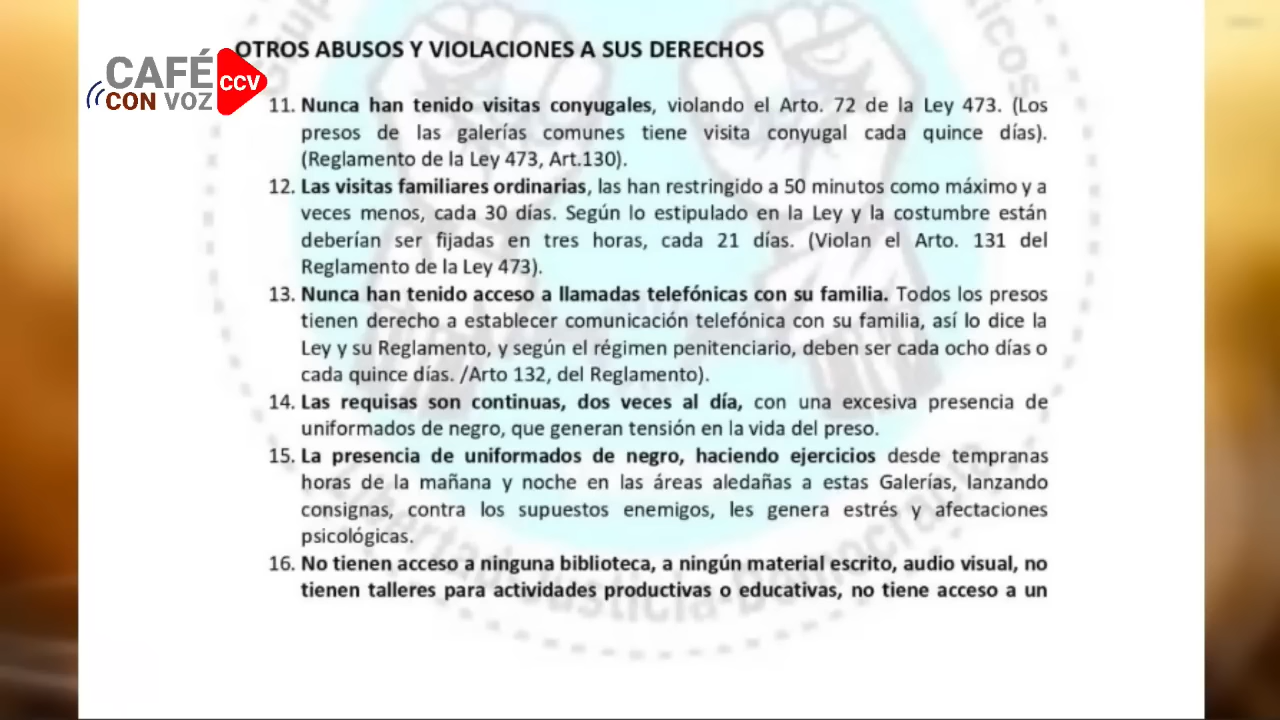 OTROS ABUSOS Y VIOLACIONES A SUS DERECHOS
CAFÉ
CON VOZ
CCV
11. Nunca han tenido visitas conyugales, violando el Arto. 72 de la Ley 473. (Los
presos de las galerías comunes tiene visita conyugal cada quince días).
(Reglamento de la Ley 473, Art.130).
12. Las visitas familiares ordinarias, las han restringido a 50 minutos como máximo y a
veces menos, cada 30 días. Según lo estipulado en la Ley y la costumbre están
deberían ser fijadas en tres horas, cada 21 días. (Violan el Arto. 131 del
Reglamento de la Ley 473).
13. Nunca han tenido acceso a llamadas telefónicas con su familia. Todos los presos
tienen derecho a establecer comunicación telefónica con su familia, así lo dice la
Ley y su Reglamento, y según el régimen penitenciario, deben ser cada ocho días o
cada quince días. /Arto 132, del Reglamento).
14. Las requisas son continuas, dos veces al día, con una excesiva presencia de
uniformados de negro, que generan tensión en la vida del preso.
15. La presencia de uniformados de negro, haciendo ejercicios desde tempranas
horas de la mañana y noche en las áreas aledañas a estas Galerías, lanzando
consignas, contra los supuestos enemigos, les genera estrés y afectaciones
psicológicas.
16. No tienen acceso a ninguna biblioteca, a ningún material escrito, audio visual, no
tienen talleres para actividades productivas o educativas, no tiene acceso a un